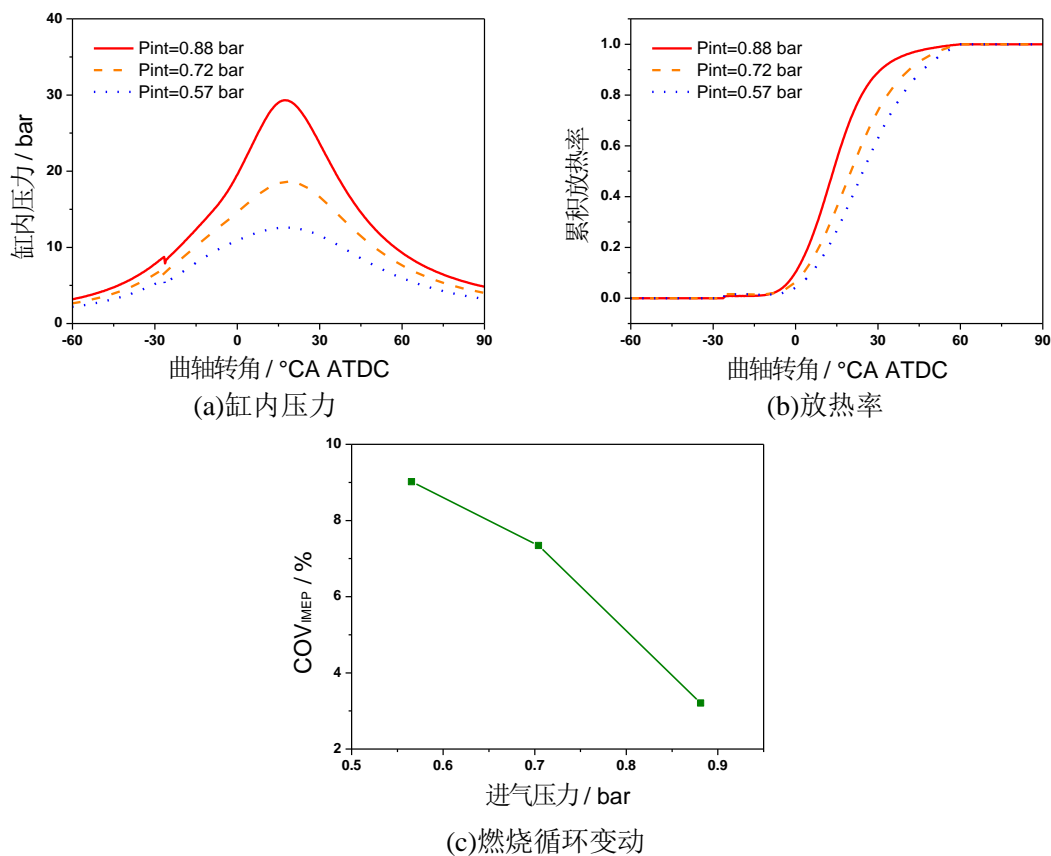 40
30
20
10
0
缸内压力 / bar
Pint=0.88 bar
Pint=0.72 bar
Pint=0.57 bar
-60 -30 0 30 60 90
曲轴转角 / °CA ATDC
(a)缸内压力
1.0
0.8
0.6
0.4
0.2
0.0
累积放热率
Pint=0.88 bar
Pint=0.72 bar
Pint=0.57 bar
-60 -30 0 30 60 90
曲轴转角 / °CA ATDC
(b)放热率
10
8
6
4
2
COVIMEP / %
0.5 0.6 0.7 0.8 0.9
进气压力 / bar
(c)燃烧循环变动